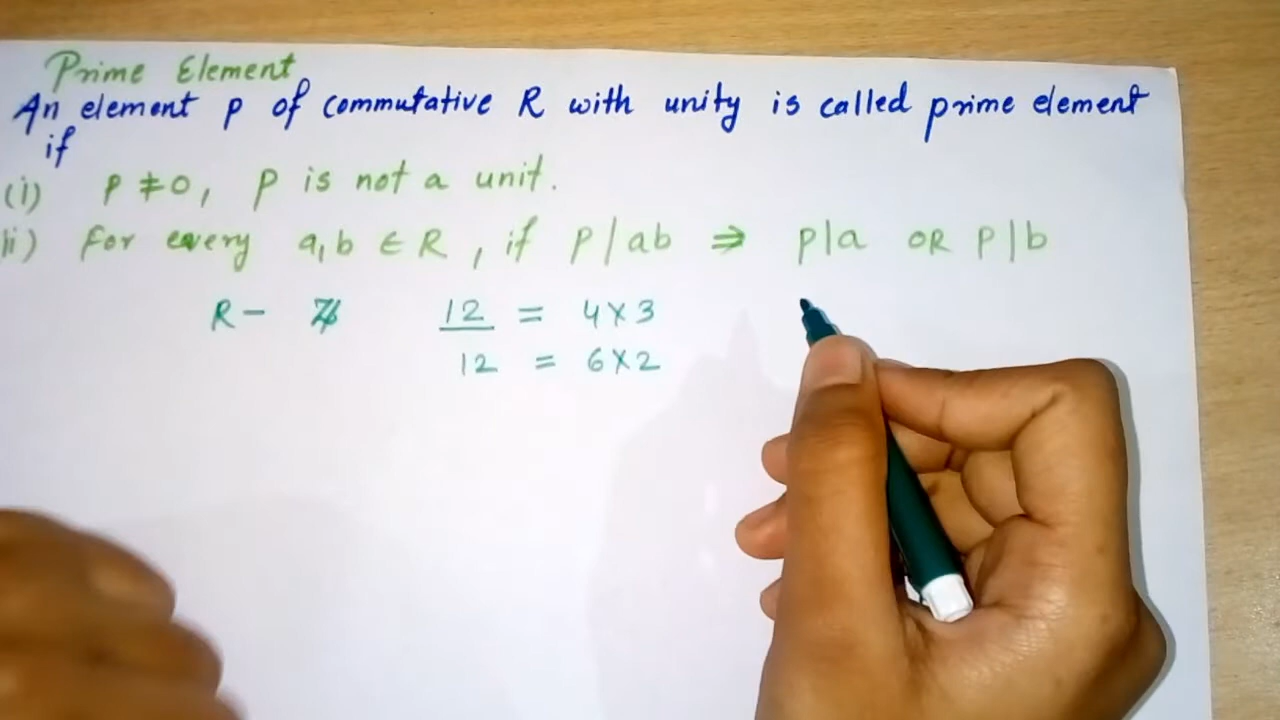 Prime Element
An element p of commutative R with unity is called prime element
if
(i) P ≠ 0, P is not a unit.
ii) For every a, b ∈ R, if P/ab ⇒ p|a OR P|b
R - ℤ 12 = 4×3
12 = 6×2